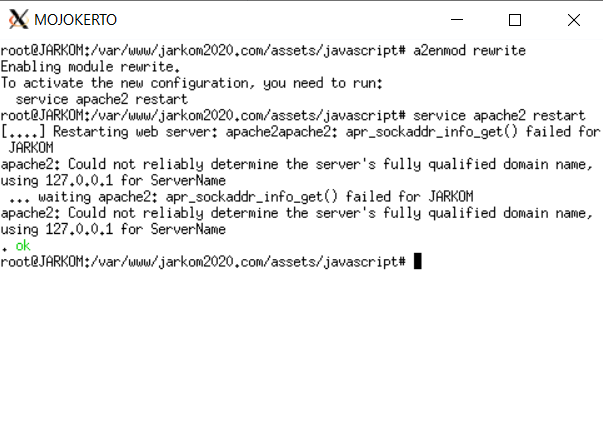 MOJOKERTO
root@JARKOM:/var/www/jarkom2020.com/assets/javascript# a2enmod rewrite
Enabling module rewrite.
To activate the new configuration, you need to run:
  service apache2 restart
root@JARKOM:/var/www/jarkom2020.com/assets/javascript# service apache2 restart
[....] Restarting web server: apache2apache2: apr_sockaddr_info_get() failed for
 JARKOM
apache2: Could not reliably determine the server's fully qualified domain name,
using 127.0.0.1 for ServerName
 ... waiting apache2: apr_sockaddr_info_get() failed for JARKOM
apache2: Could not reliably determine the server's fully qualified domain name,
using 127.0.0.1 for ServerName
. ok
root@JARKOM:/var/www/jarkom2020.com/assets/javascript#